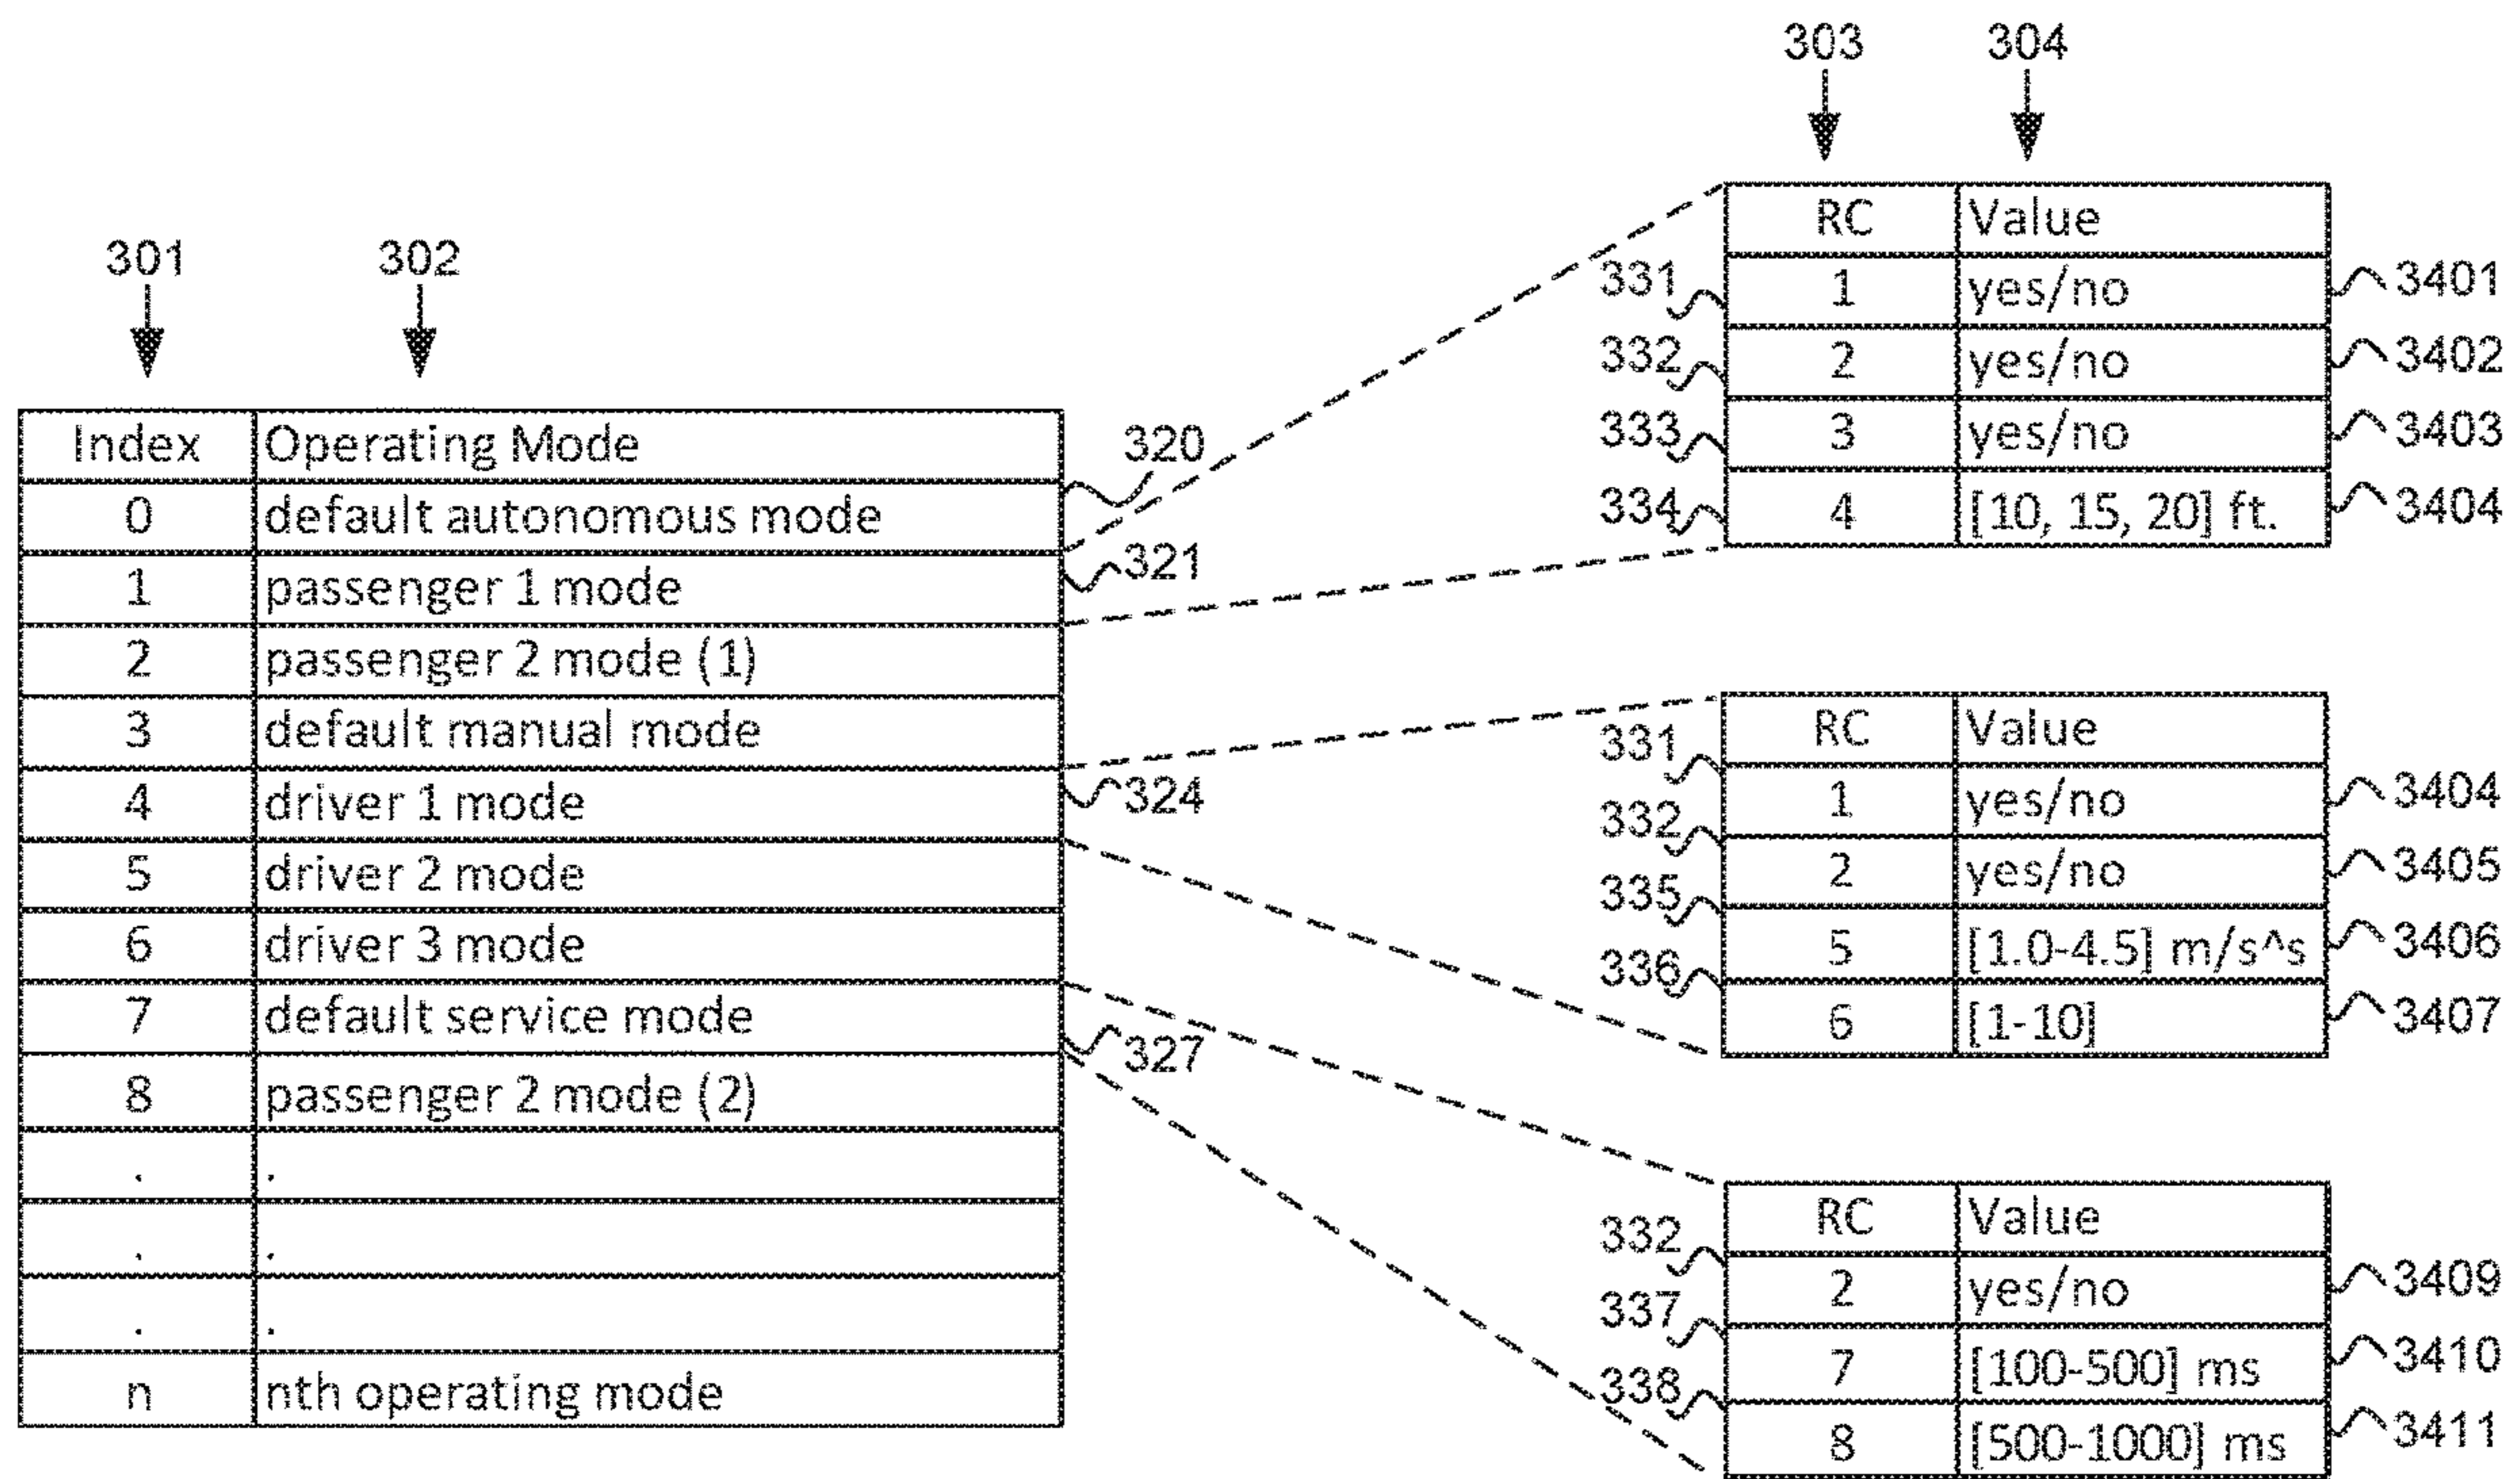 303 304
RC Value
331 1 yes/no 3401
332 2 yes/no 3402
333 3 yes/no 3403
334 4 [10, 15, 20] ft. 3404
301 302
Index Operating Mode
0 default autonomous mode 320
1 passenger 1 mode 321
2 passenger 2 mode (1)
3 default manual mode
4 driver 1 mode 324
5 driver 2 mode
6 driver 3 mode
7 default service mode 327
8 passenger 2 mode (2)
. .
. .
. .
n nth operating mode
RC Value
331 1 yes/no 3404
332 2 yes/no 3405
335 5 [1.0-4.5] m/s^s 3406
336 6 [1-10] 3407
RC Value
332 2 yes/no 3409
337 7 [100-500] ms 3410
338 8 [500-1000] ms 3411